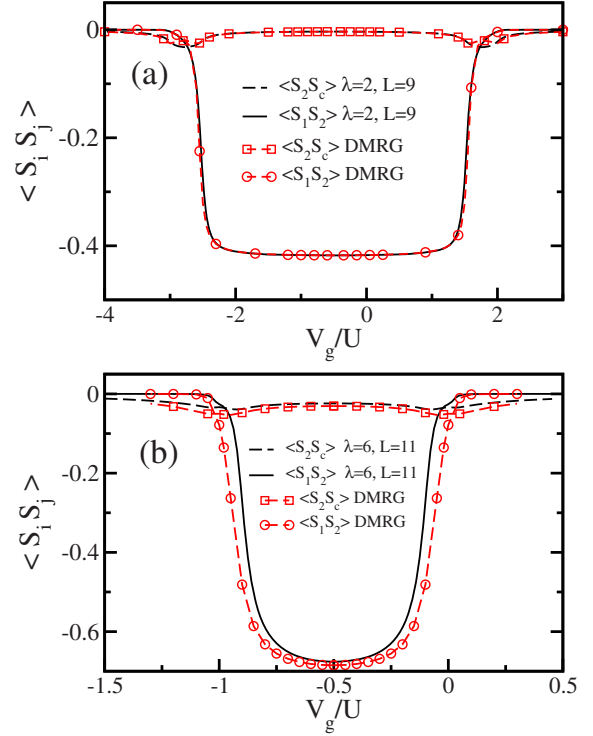 0
-0.2
-0.4
< S_i S_j >
(a)
<S_2S_c> λ=2, L=9
<S_1S_2> λ=2, L=9
<S_2S_c> DMRG
<S_1S_2> DMRG
-4 -2 0 2
V_g/U
0
-0.2
-0.4
-0.6
< S_i S_j >
(b)
<S_2S_c> λ=6, L=11
<S_1S_2> λ=6, L=11
<S_2S_c> DMRG
<S_1S_2> DMRG
-1.5 -1 -0.5 0 0.5
V_g/U